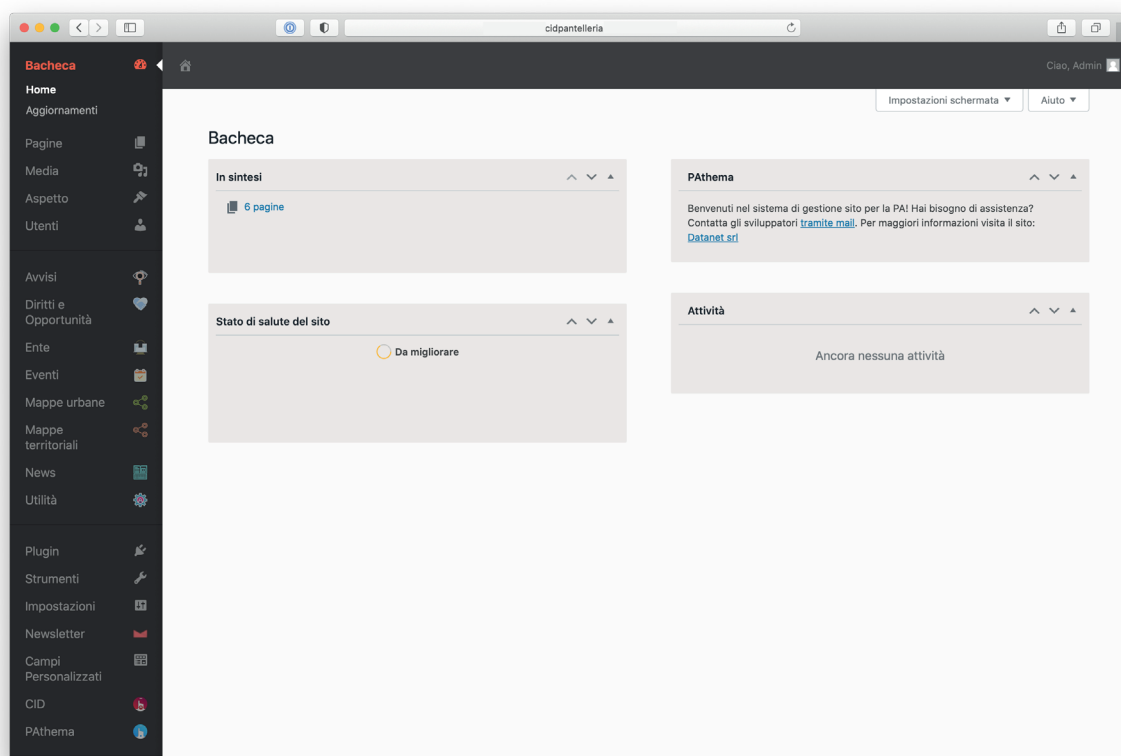 cidpantelleria
Bacheca
Home
Aggiornamenti
Pagine
Media
Aspetto
Utenti
Avvisi
Diritti e
Opportunità
Ente
Eventi
Mappe urbane
Mappe
territoriali
News
Utilità
Plugin
Strumenti
Impostazioni
Newsletter
Campi
Personalizzati
CID
PAthema
Ciao, Admin
Impostazioni schermata ▼
Aiuto ▼
Bacheca
In sintesi
6 pagine
Stato di salute del sito
Da migliorare
PAthema
Benvenuti nel sistema di gestione sito per la PA! Hai bisogno di assistenza?
Contatta gli sviluppatori tramite mail. Per maggiori informazioni visita il sito:
Datanet srl
Attività
Ancora nessuna attività